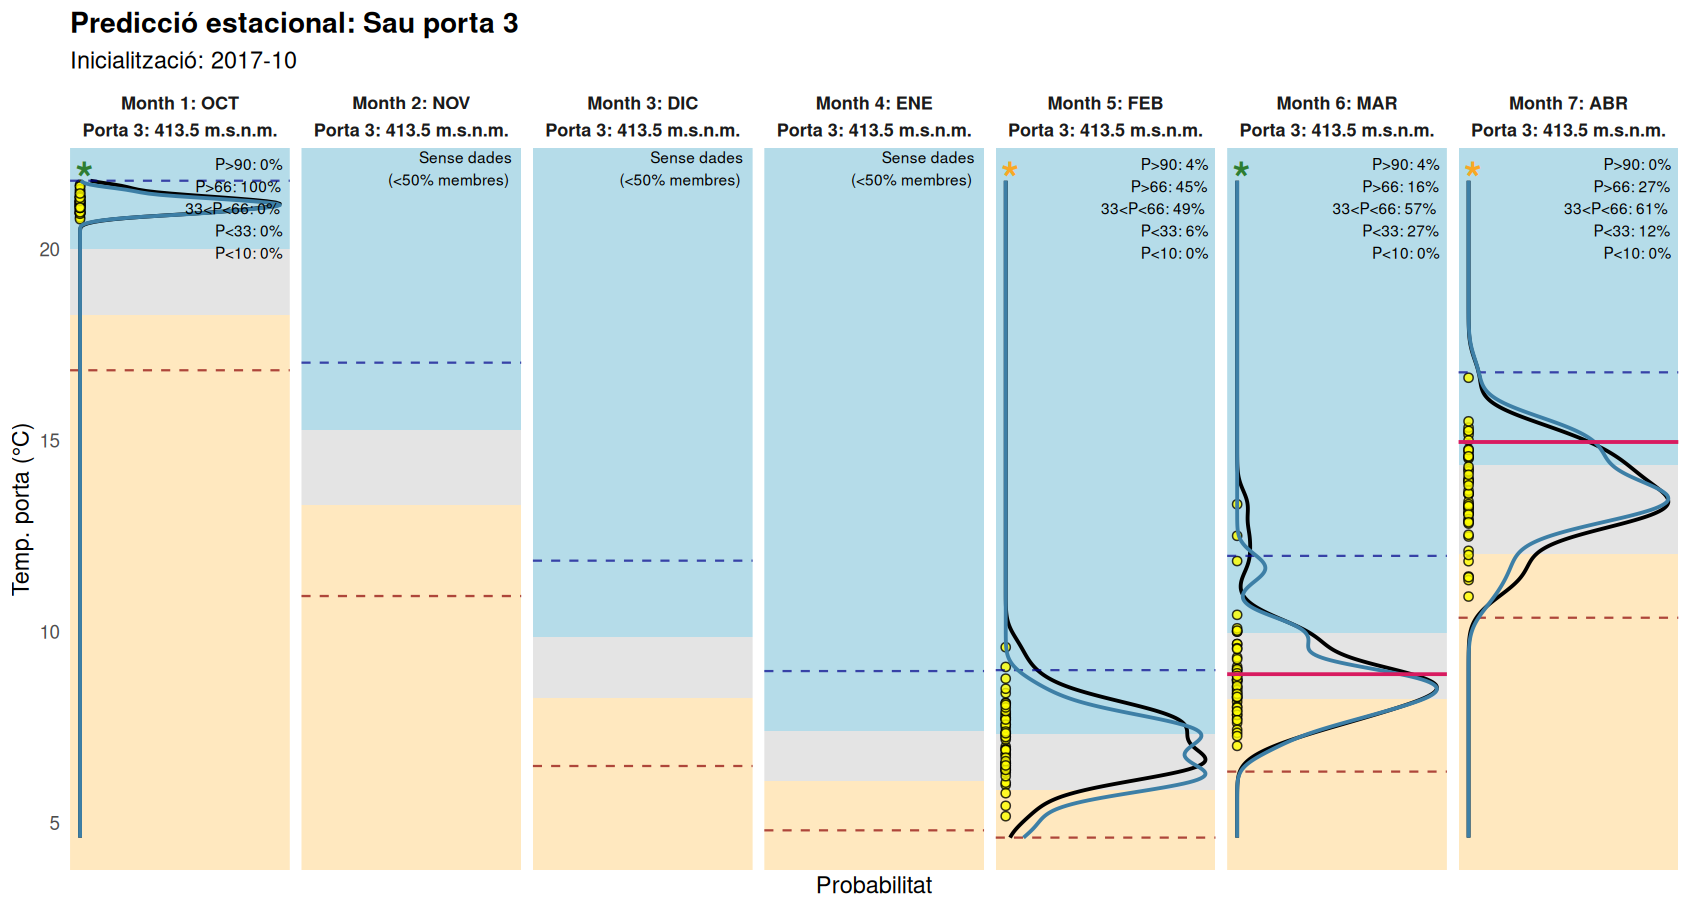 Predicció estacional: Sau porta 3
Inicialització: 2017-10
Month 1: OCT
Porta 3: 413.5 m.s.n.m.
Month 2: NOV
Porta 3: 413.5 m.s.n.m.
Month 3: DIC
Porta 3: 413.5 m.s.n.m.
Month 4: ENE
Porta 3: 413.5 m.s.n.m.
Month 5: FEB
Porta 3: 413.5 m.s.n.m.
Month 6: MAR
Porta 3: 413.5 m.s.n.m.
Month 7: ABR
Porta 3: 413.5 m.s.n.m.
*
P>90: 0%
P>66: 100%
33<P<66: 0%
P<33: 0%
P<10: 0%
Sense dades
(<50% membres)
Sense dades
(<50% membres)
Sense dades
(<50% membres)
*
P>90: 4%
P>66: 45%
33<P<66: 49%
P<33: 6%
P<10: 0%
*
P>90: 4%
P>66: 16%
33<P<66: 57%
P<33: 27%
P<10: 0%
*
P>90: 0%
P>66: 27%
33<P<66: 61%
P<33: 12%
P<10: 0%
Temp. porta (°C)
20
15
10
5
Probabilitat